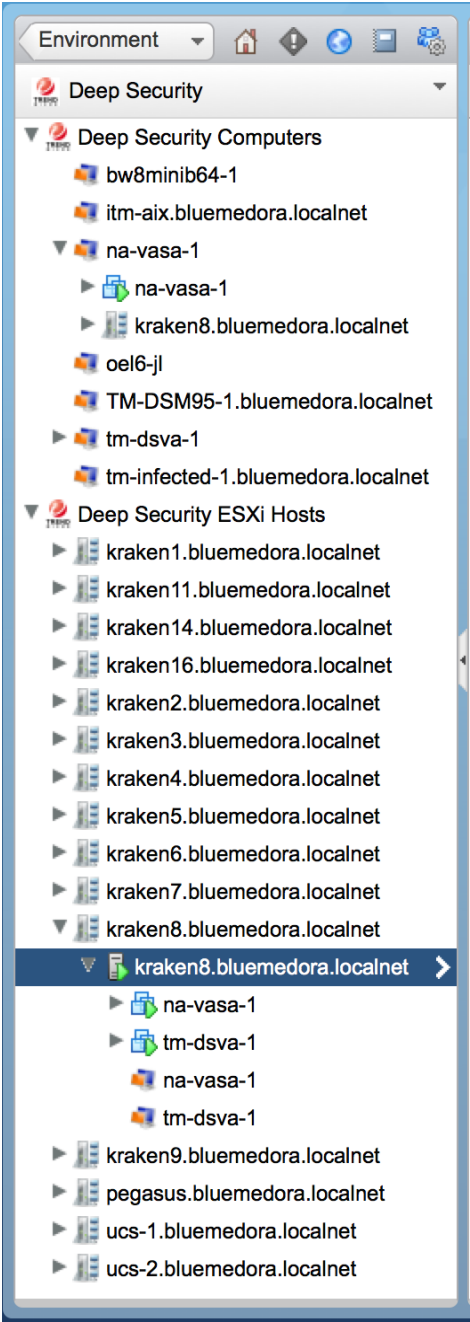 Environment
Deep Security
Deep Security Computers
bw8minib64-1
itm-aix.bluemedora.localnet
na-vasa-1
na-vasa-1
kraken8.bluemedora.localnet
oel6-jl
TM-DSM95-1.bluemedora.localnet
tm-dsva-1
tm-infected-1.bluemedora.localnet
Deep Security ESXi Hosts
kraken1.bluemedora.localnet
kraken11.bluemedora.localnet
kraken14.bluemedora.localnet
kraken16.bluemedora.localnet
kraken2.bluemedora.localnet
kraken3.bluemedora.localnet
kraken4.bluemedora.localnet
kraken5.bluemedora.localnet
kraken6.bluemedora.localnet
kraken7.bluemedora.localnet
kraken8.bluemedora.localnet
kraken8.bluemedora.localnet
na-vasa-1
tm-dsva-1
na-vasa-1
tm-dsva-1
kraken9.bluemedora.localnet
pegasus.bluemedora.localnet
ucs-1.bluemedora.localnet
ucs-2.bluemedora.localnet